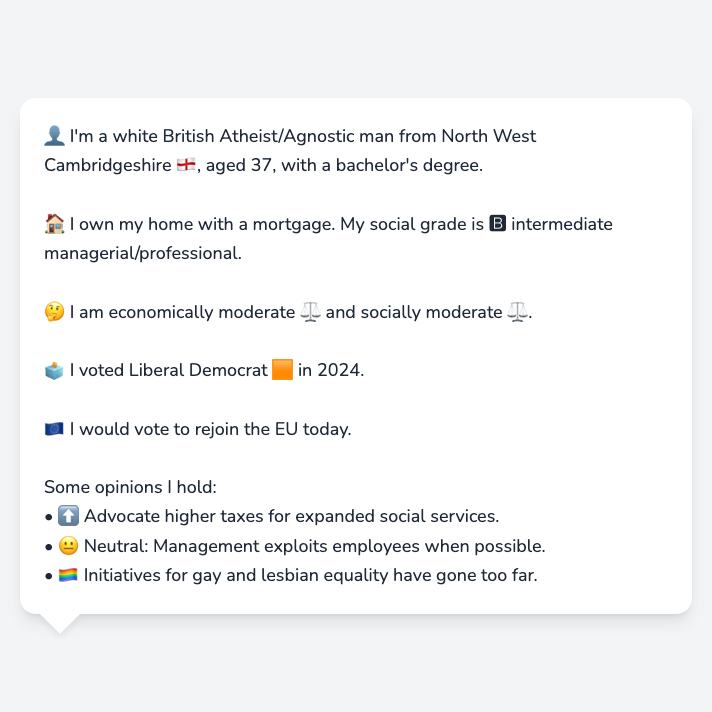 👤 I'm a white British Atheist/Agnostic man from North West
Cambridgeshire 🏴󠁧󠁢󠁥󠁮󠁧󠁿, aged 37, with a bachelor's degree.
🏠 I own my home with a mortgage. My social grade is 🅱 intermediate
managerial/professional.
🤔 I am economically moderate ⚖️ and socially moderate ⚖️.
🗳️ I voted Liberal Democrat 🟧 in 2024.
🇪🇺 I would vote to rejoin the EU today.
Some opinions I hold:
• ⬆️ Advocate higher taxes for expanded social services.
• 😐 Neutral: Management exploits employees when possible.
• 🏳️‍🌈 Initiatives for gay and lesbian equality have gone too far.